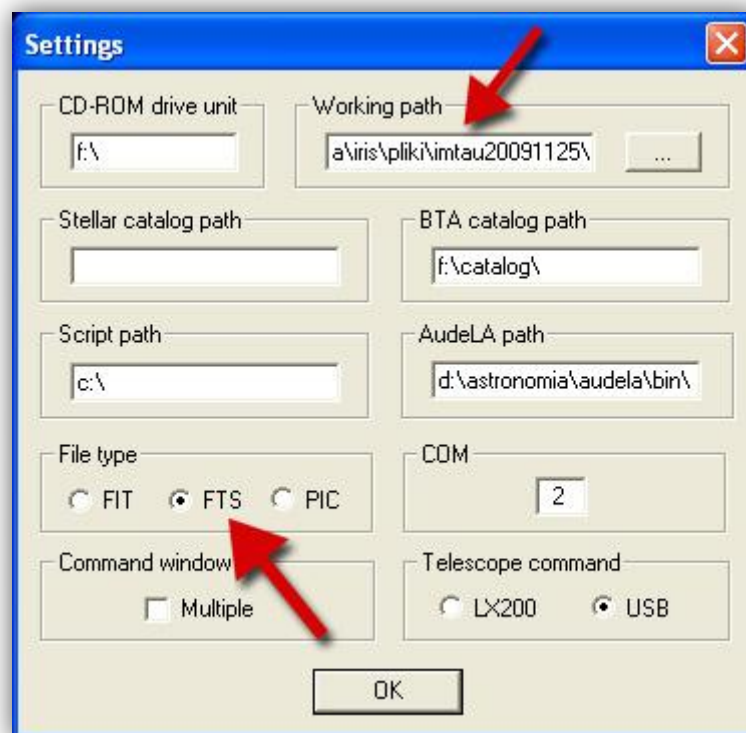 Settings
CD-ROM drive unit
f:\
Working path
a\iris\pliki\imtau20091125\
...
Stellar catalog path
BTA catalog path
f:\catalog\
Script path
c:\
AudeLA path
d:\astronomia\audela\bin\
File type
FIT FTS PIC
COM
2
Command window
Multiple
Telescope command
LX200 USB
OK